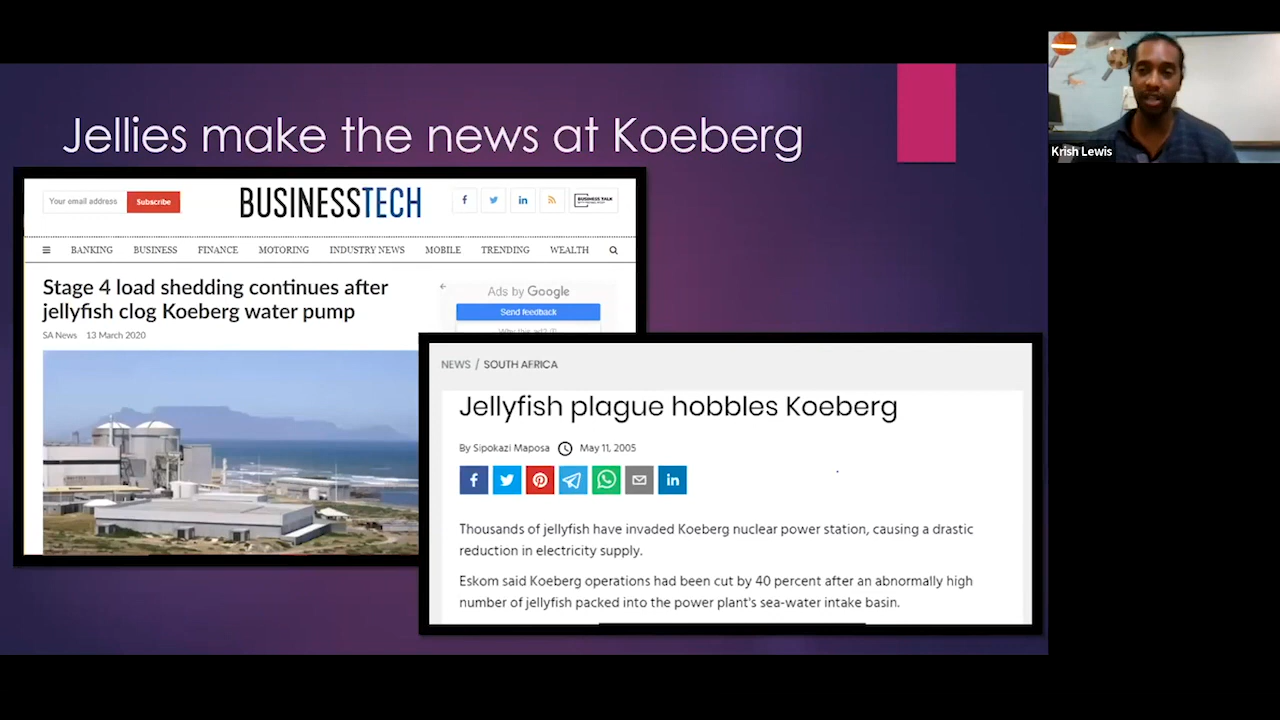 Jellies make the news at Koeberg
Krish Lewis
Your email address
Subscribe
BUSINESSTECH
BUSINESS TALK
BANKING BUSINESS FINANCE MOTORING INDUSTRY NEWS MOBILE TRENDING WEALTH
Stage 4 load shedding continues after
jellyfish clog Koeberg water pump
SA News 13 March 2020
Ads by Google
Send feedback
Why this ad?
NEWS / SOUTH AFRICA
Jellyfish plague hobbles Koeberg
By Sipokazi Maposa May 11, 2005
Thousands of jellyfish have invaded Koeberg nuclear power station, causing a drastic
reduction in electricity supply.
Eskom said Koeberg operations had been cut by 40 percent after an abnormally high
number of jellyfish packed into the power plant's sea-water intake basin.